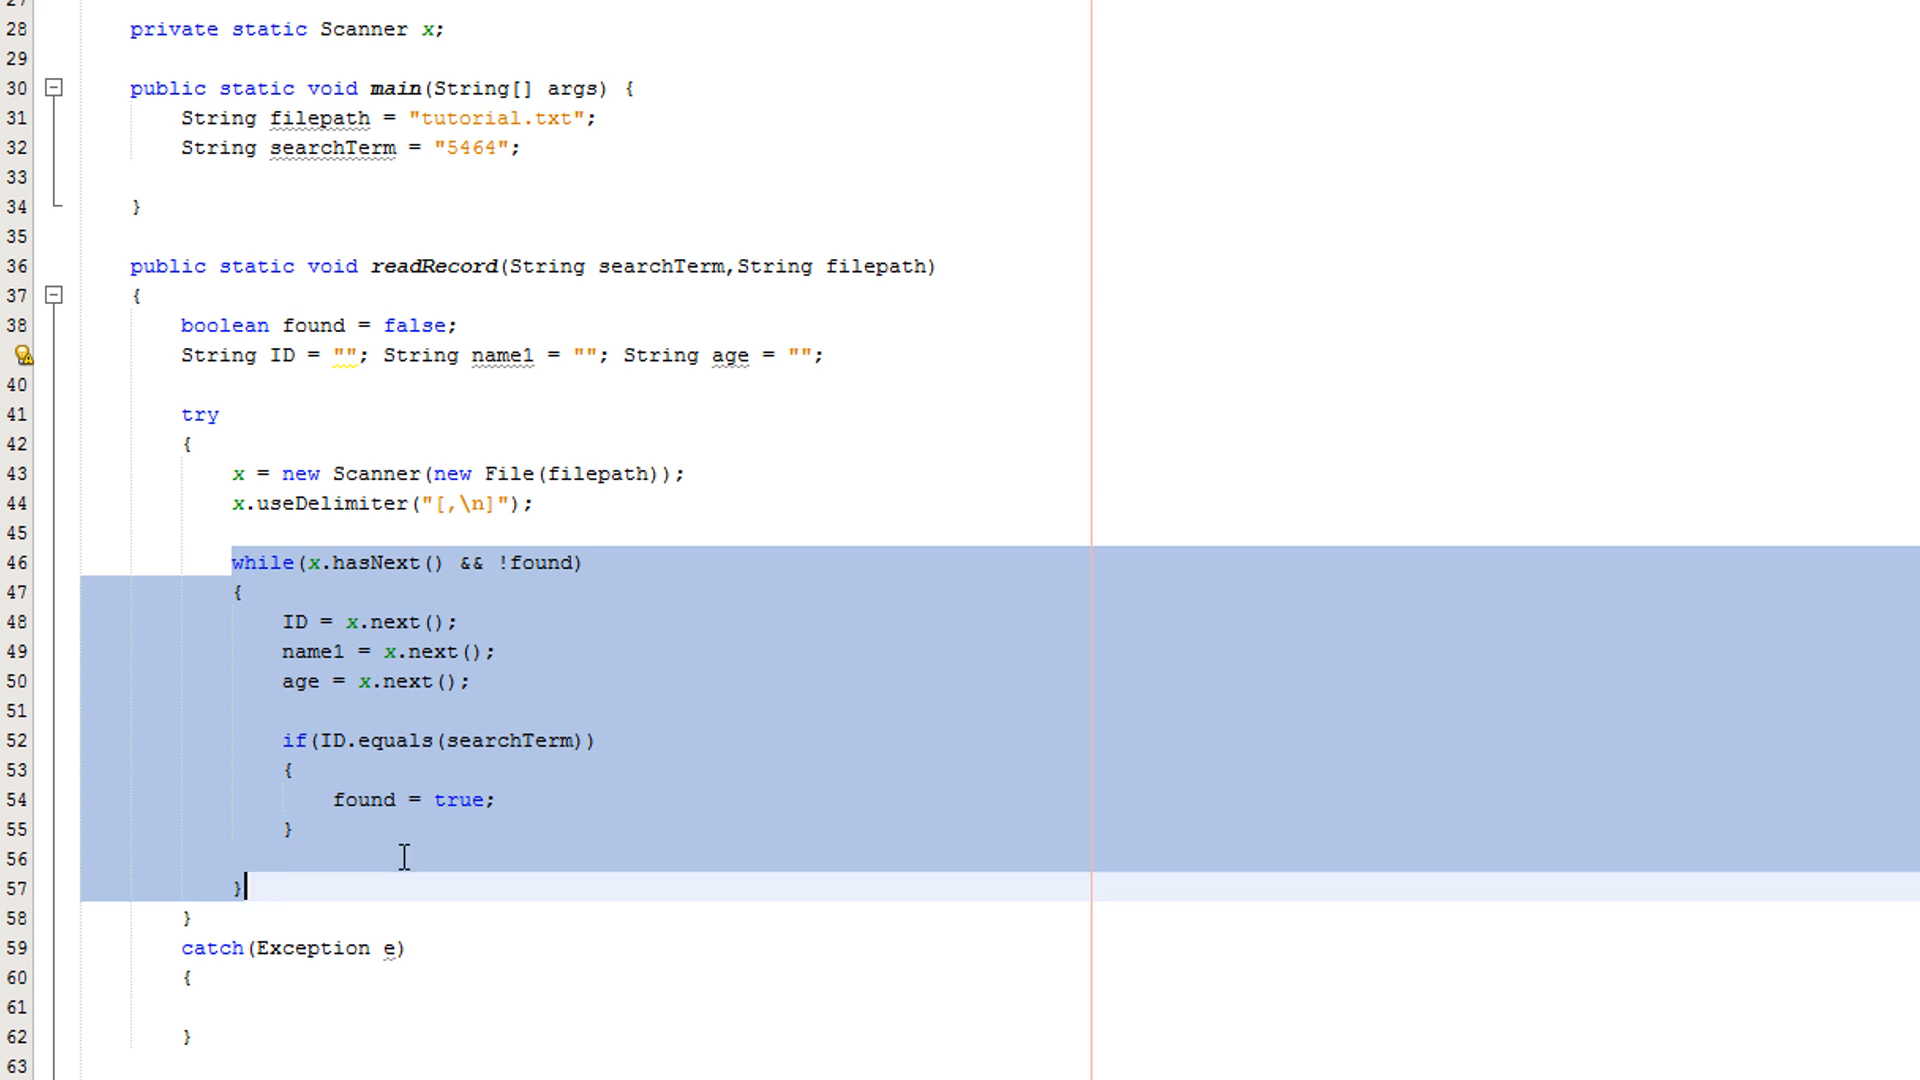 27
28 private static Scanner x;
29
30 public static void main(String[] args) {
31 String filepath = "tutorial.txt";
32 String searchTerm = "5464";
33
34 }
35
36 public static void readRecord(String searchTerm,String filepath)
37 {
38 boolean found = false;
String ID = ""; String name1 = ""; String age = "";
40
41 try
42 {
43 x = new Scanner(new File(filepath));
44 x.useDelimiter("[,\n]");
45
46 while(x.hasNext() && !found)
47 {
48 ID = x.next();
49 name1 = x.next();
50 age = x.next();
51
52 if(ID.equals(searchTerm))
53 {
54 found = true;
55 }
56
57 }
58 }
59 catch(Exception e)
60 {
61
62 }
63